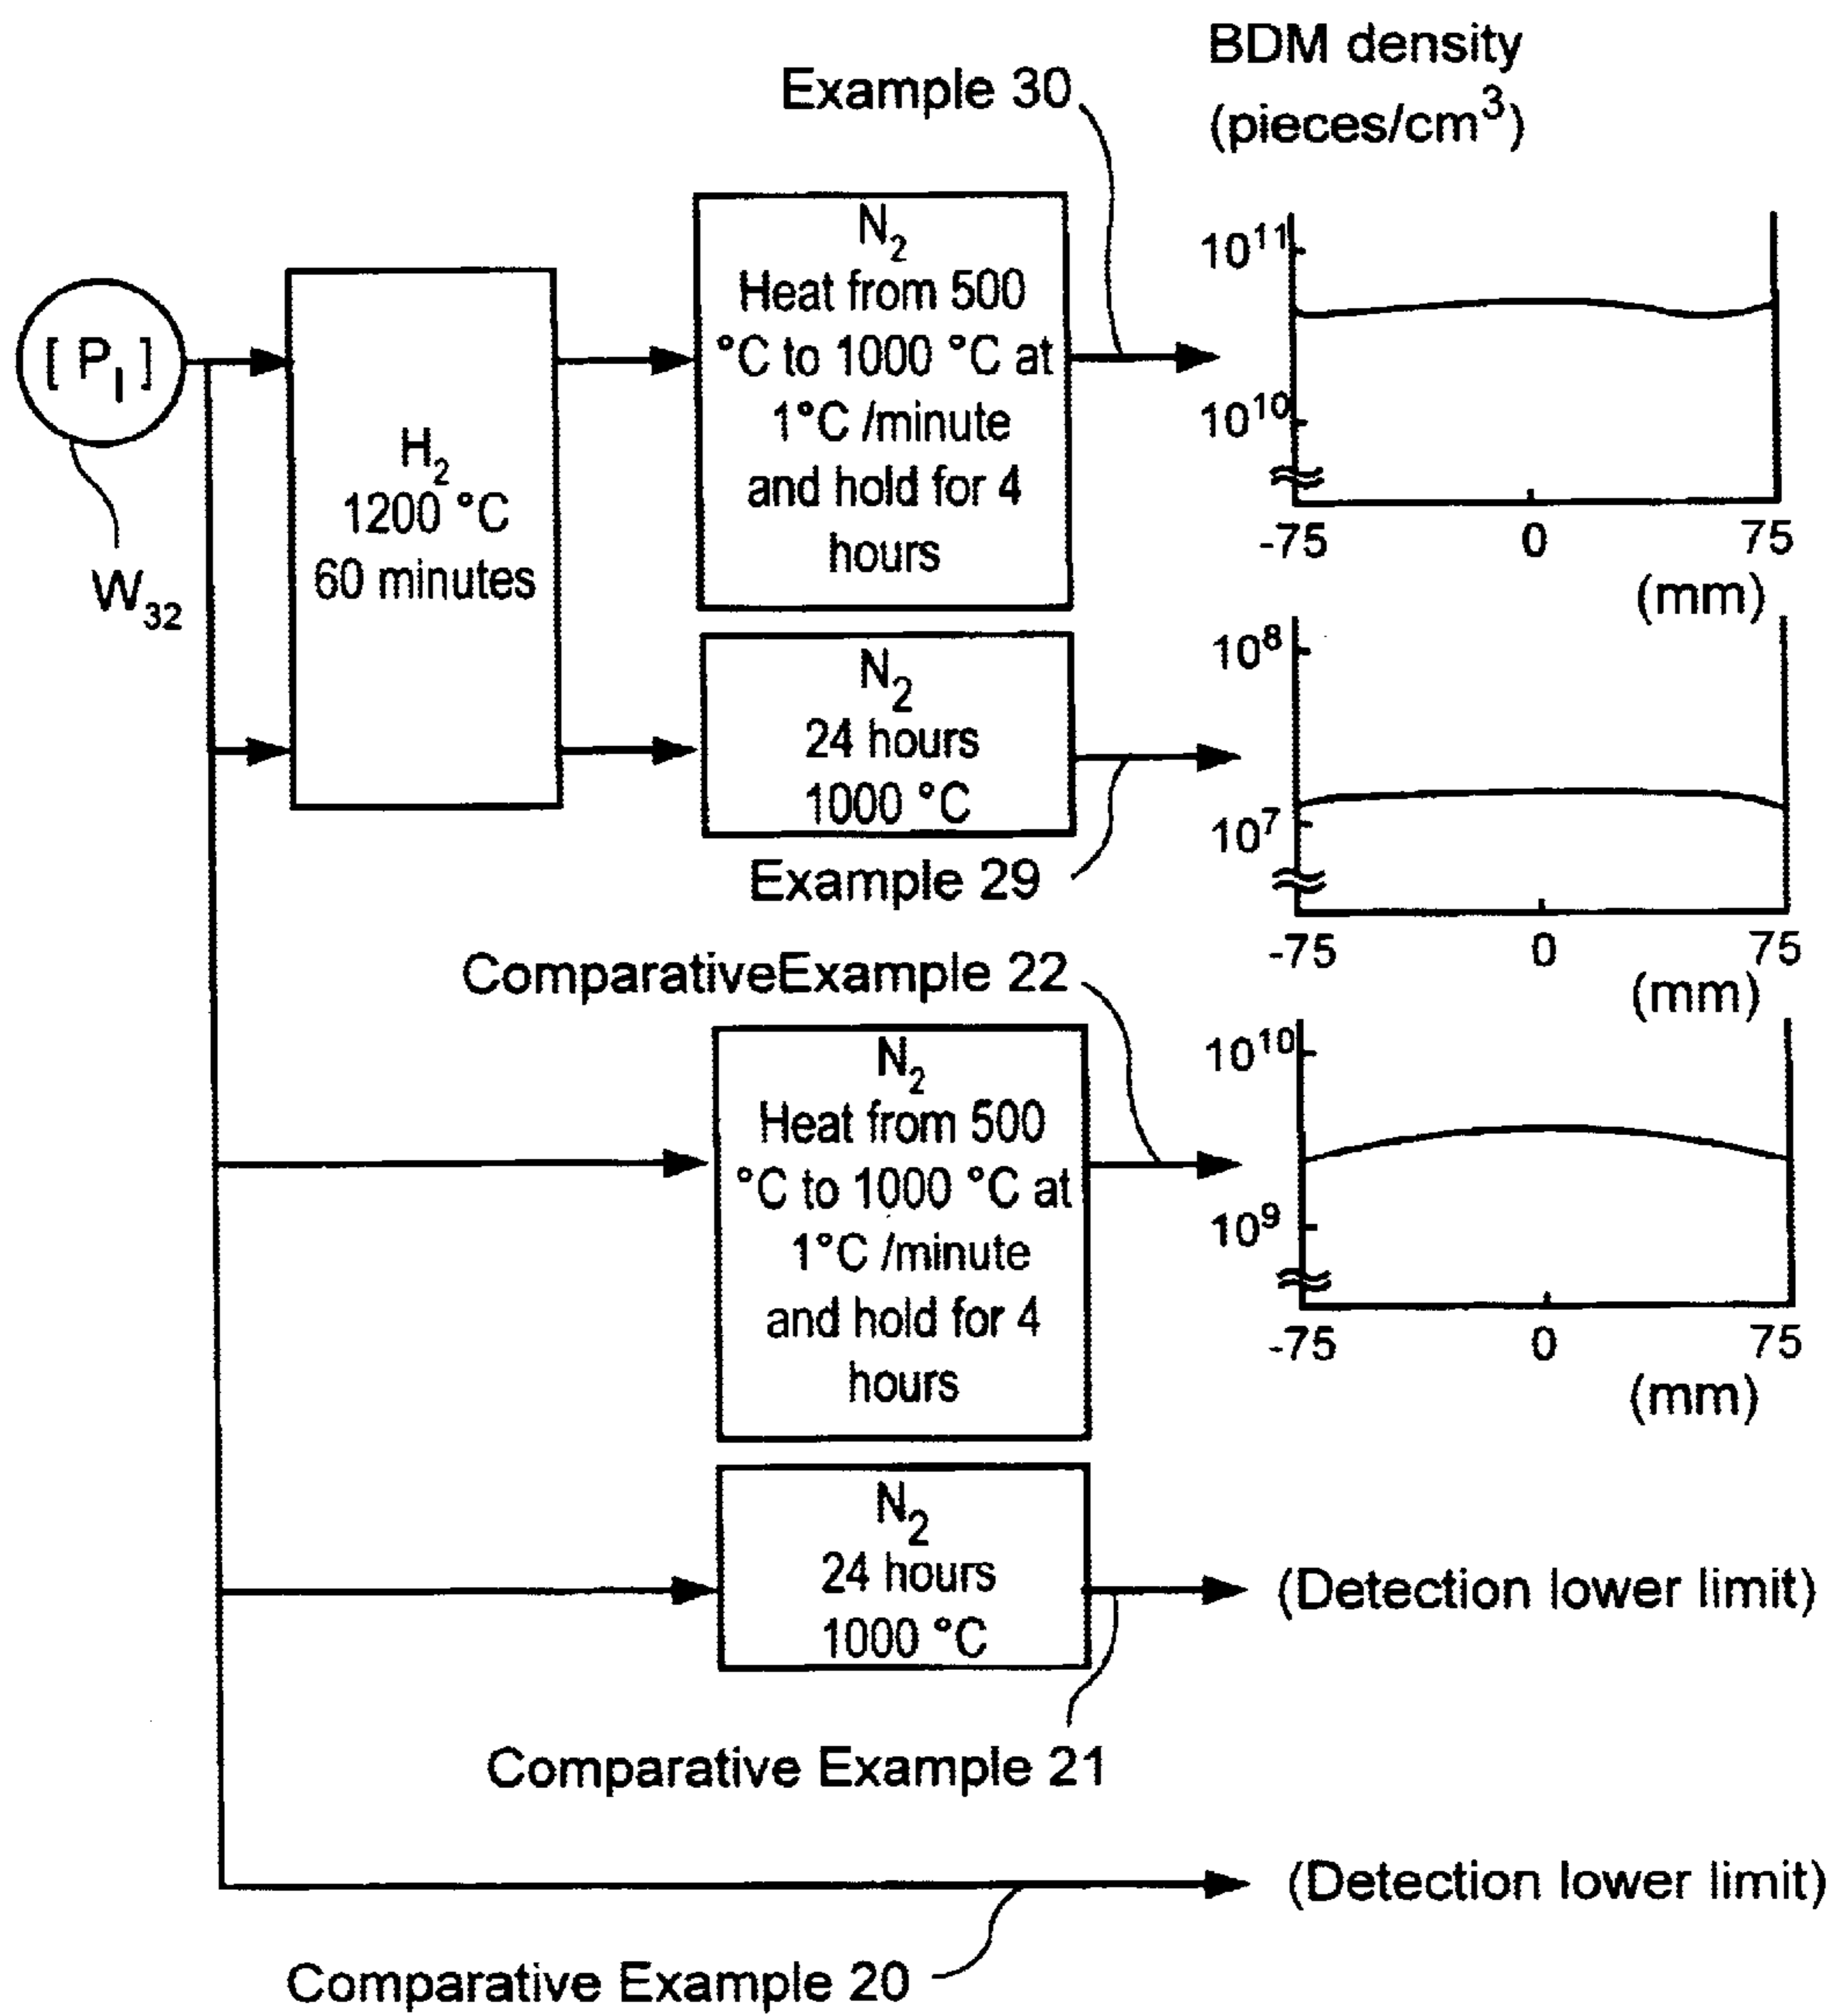 BDM density
(pieces/cm³)
Example 30
[ P_I ]
W₃₂
H₂
1200 °C
60 minutes
N₂
Heat from 500
°C to 1000 °C at
1°C /minute
and hold for 4
hours
10¹¹
10¹⁰
-75 0 75
(mm)
N₂
24 hours
1000 °C
Example 29
10⁸
10⁷
-75 0 75
(mm)
ComparativeExample 22
N₂
Heat from 500
°C to 1000 °C at
1°C /minute
and hold for 4
hours
10¹⁰
10⁹
-75 0 75
(mm)
N₂
24 hours
1000 °C
(Detection lower limit)
Comparative Example 21
(Detection lower limit)
Comparative Example 20